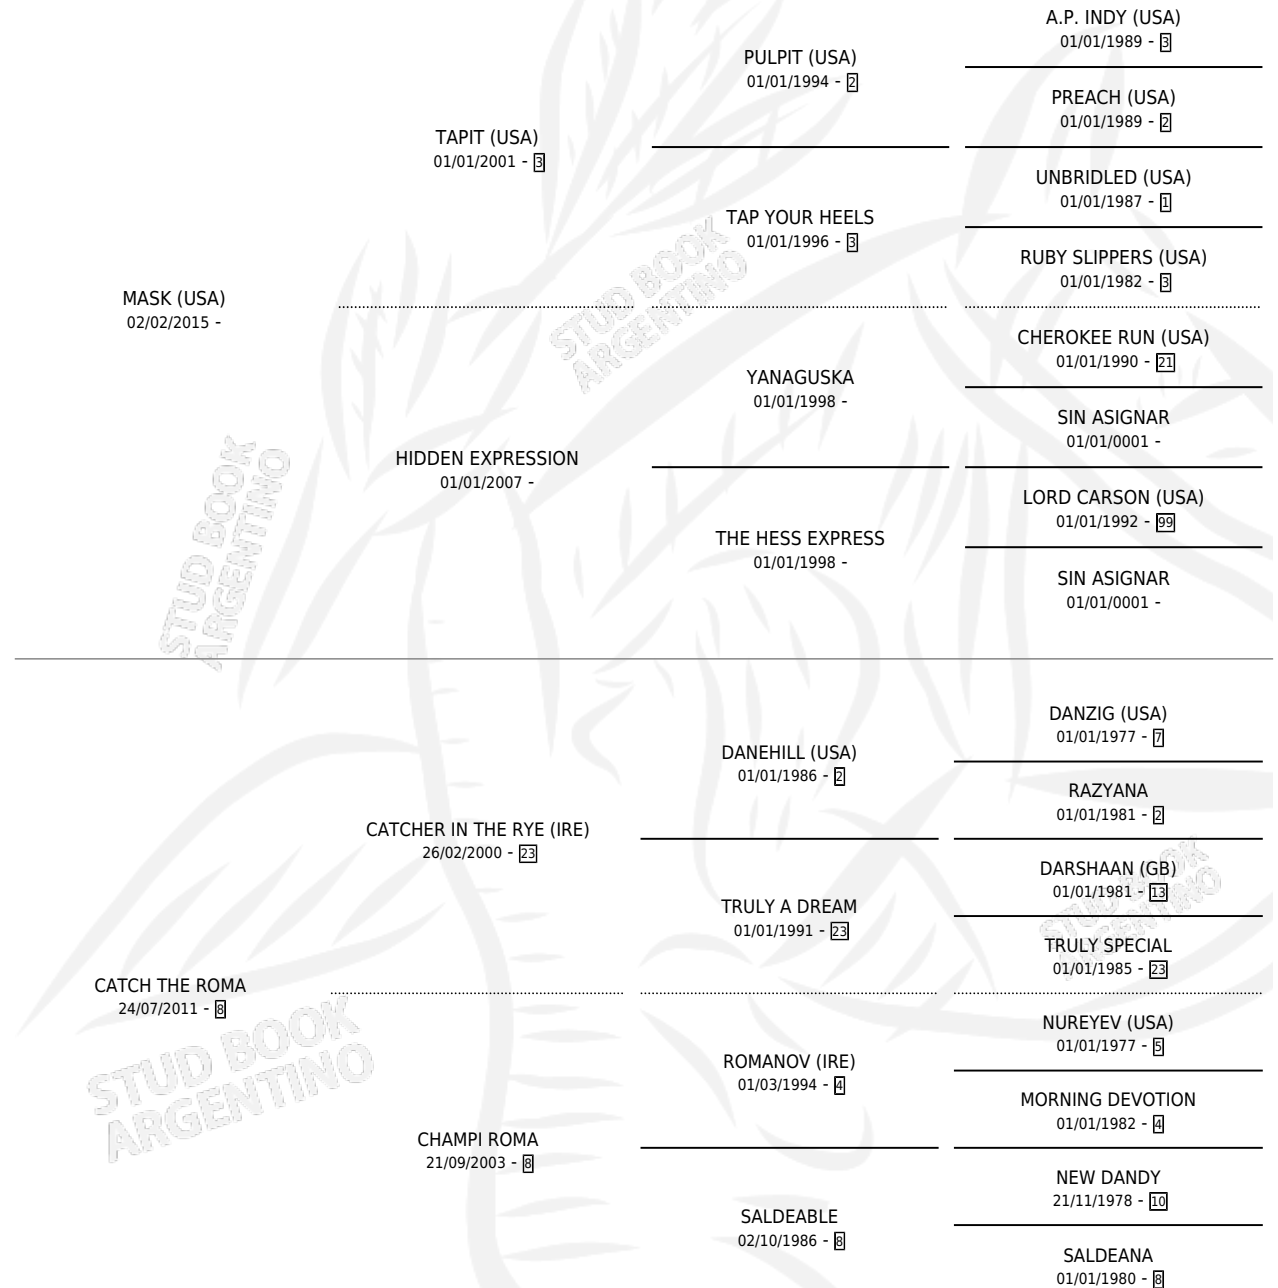 A.P. INDY (USA)
01/01/1989 - 3
PULPIT (USA)
01/01/1994 - 2
PREACH (USA)
01/01/1989 - 2
TAPIT (USA)
01/01/2001 - 3
UNBRIDLED (USA)
01/01/1987 - 1
TAP YOUR HEELS
01/01/1996 - 3
RUBY SLIPPERS (USA)
01/01/1982 - 3
MASK (USA)
02/02/2015 -
CHEROKEE RUN (USA)
01/01/1990 - 21
YANAGUSKA
01/01/1998 -
SIN ASIGNAR
01/01/0001 -
HIDDEN EXPRESSION
01/01/2007 -
LORD CARSON (USA)
01/01/1992 - 99
THE HESS EXPRESS
01/01/1998 -
SIN ASIGNAR
01/01/0001 -
DANZIG (USA)
01/01/1977 - 7
DANEHILL (USA)
01/01/1986 - 2
RAZYANA
01/01/1981 - 2
CATCHER IN THE RYE (IRE)
26/02/2000 - 23
DARSHAAN (GB)
01/01/1981 - 13
TRULY A DREAM
01/01/1991 - 23
TRULY SPECIAL
01/01/1985 - 23
CATCH THE ROMA
24/07/2011 - 8
NUREYEV (USA)
01/01/1977 - 5
ROMANOV (IRE)
01/03/1994 - 4
MORNING DEVOTION
01/01/1982 - 4
CHAMPI ROMA
21/09/2003 - 8
NEW DANDY
21/11/1978 - 10
SALDEABLE
02/10/1986 - 8
SALDEANA
01/01/1980 - 8
STUD BOOK
ARGENTINO
STUD BOOK
ARGENTINO
STUD BOOK
ARGENTINO
STUD BOOK
ARGENTINO